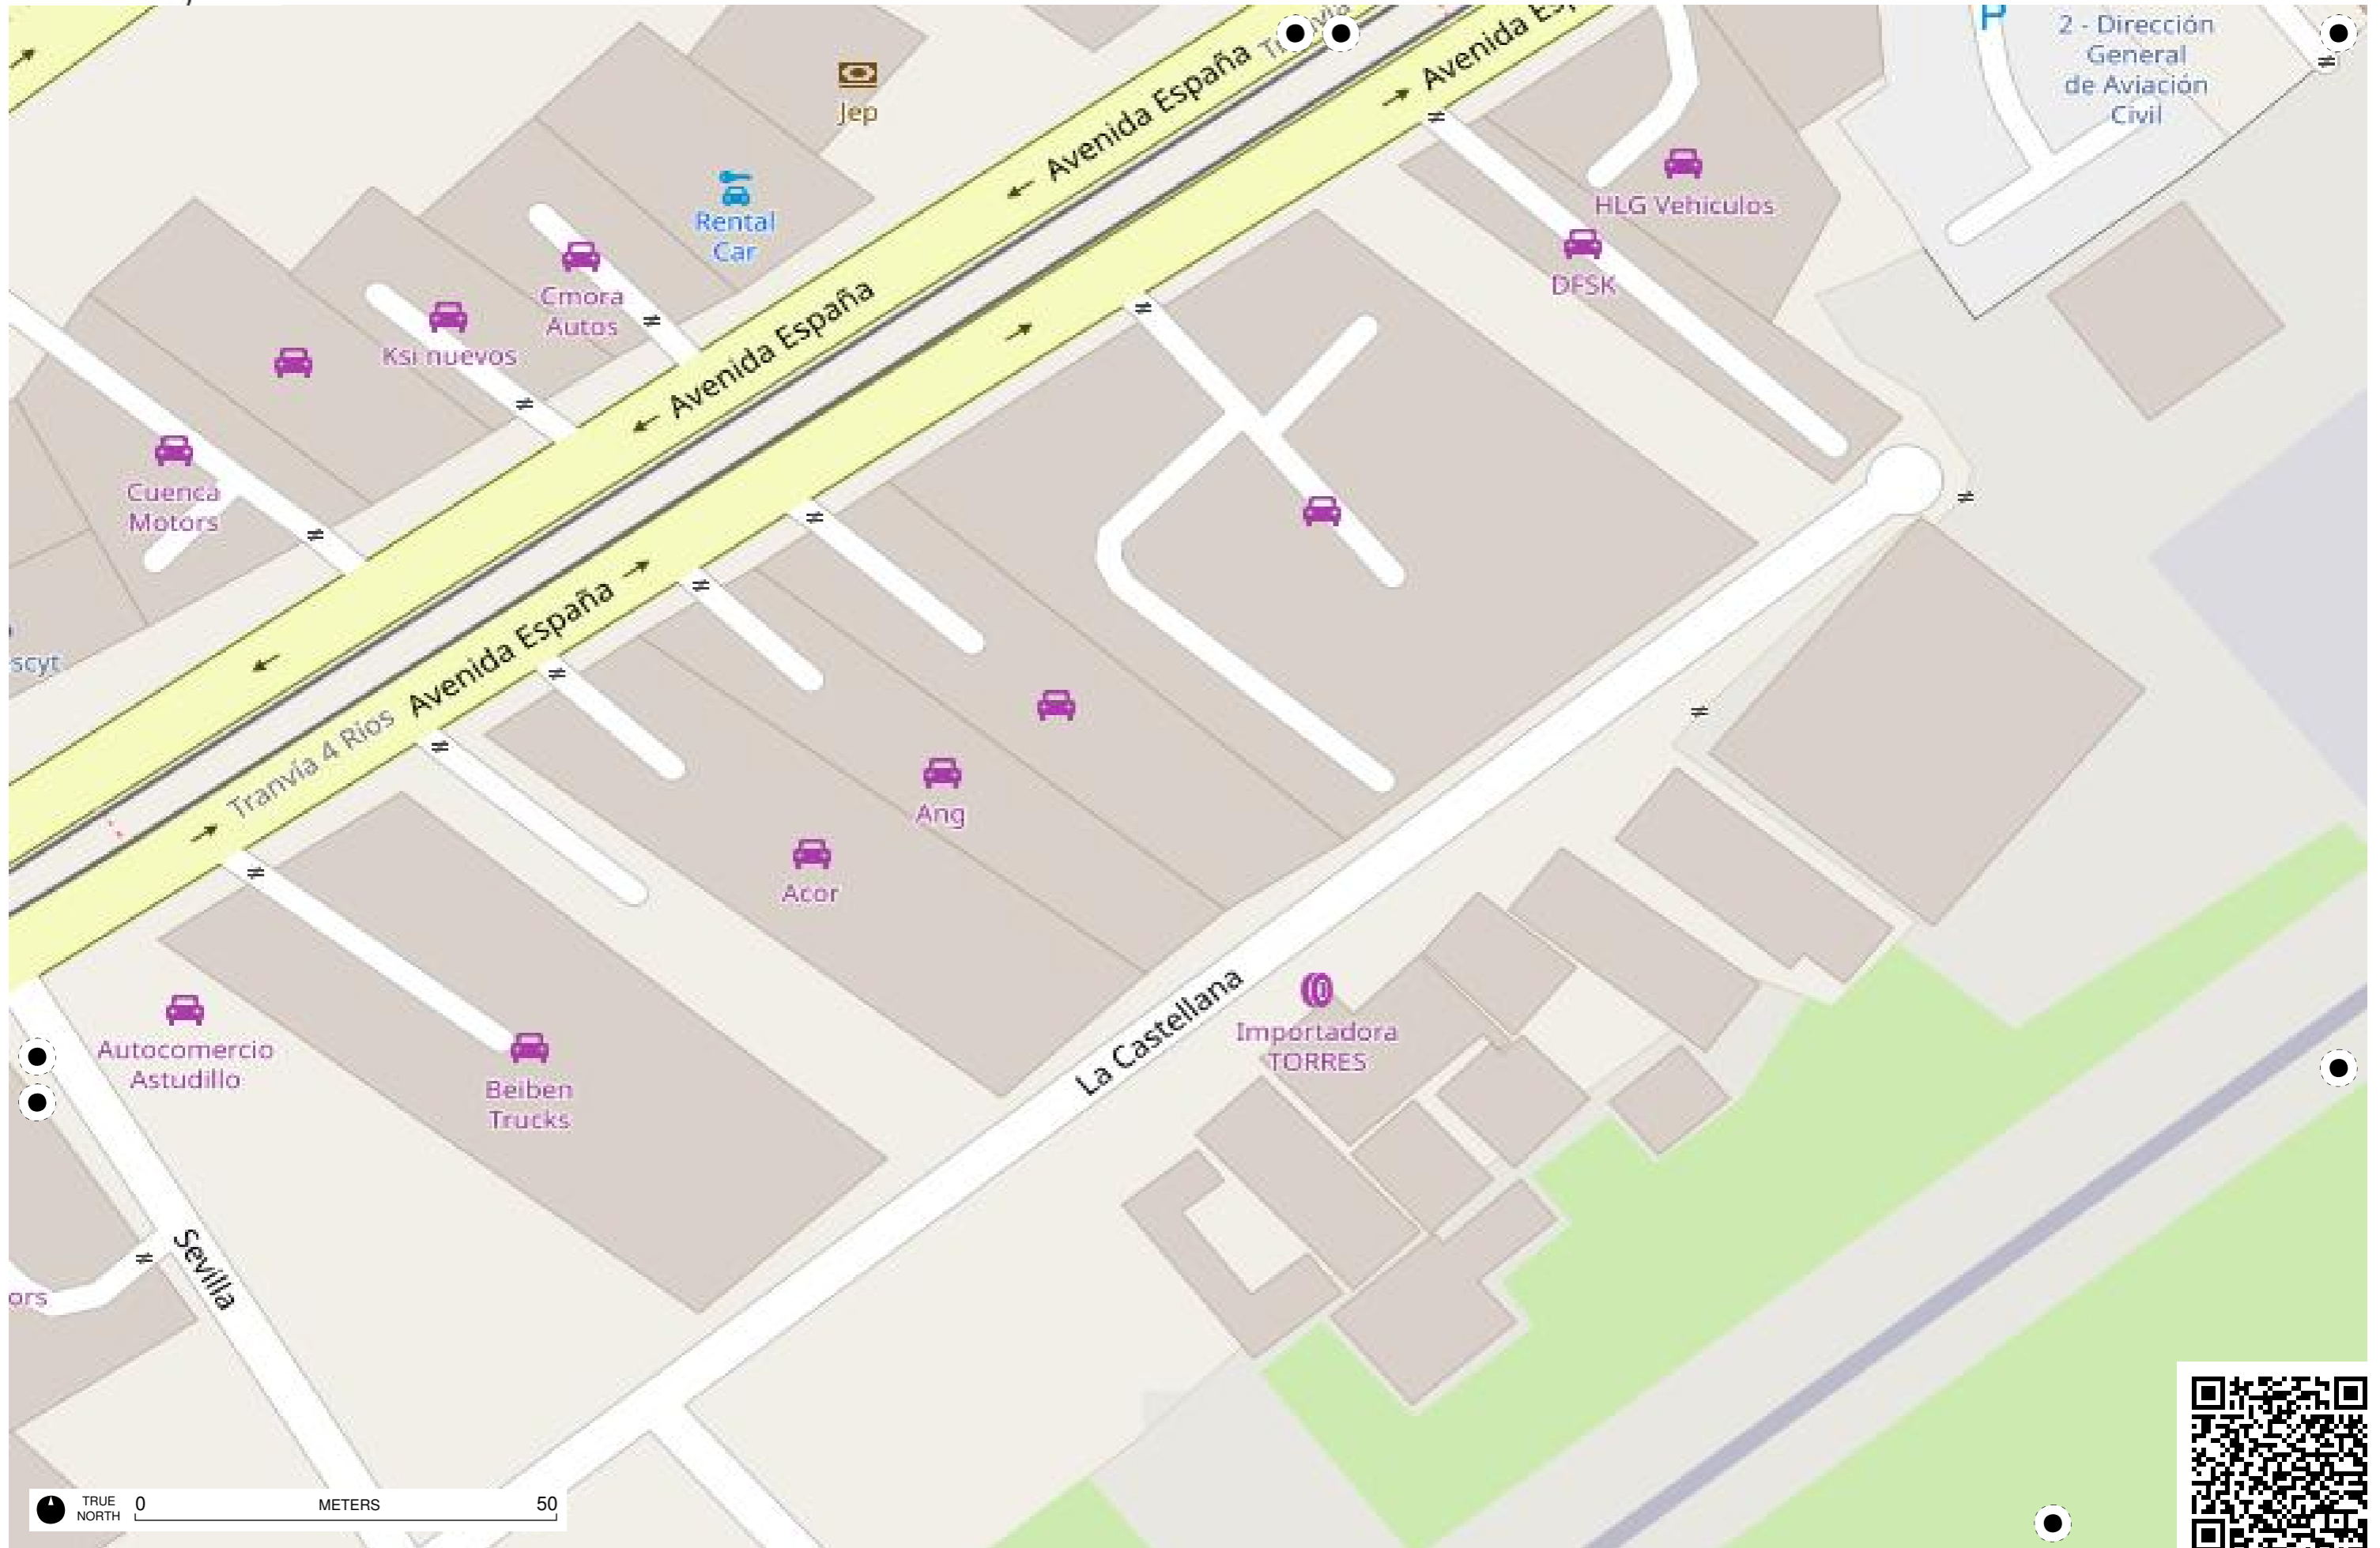 2 - Dirección
General
de Aviación
Civil
P
Avenida
Avenida España
Jep
Rental
Car
HLG Vehiculos
DFSK
Cmora
Autos
Ksi nuevos
Avenida España
Cuenca
Motors
scyt
Avenida España
Tranvía 4 Ríos
Ang
Acor
La Castellana
Importadora
TORRES
Autocomercio
Astudillo
Beiben
Trucks
Sevilla
ors
TRUE
NORTH
0
METERS
50